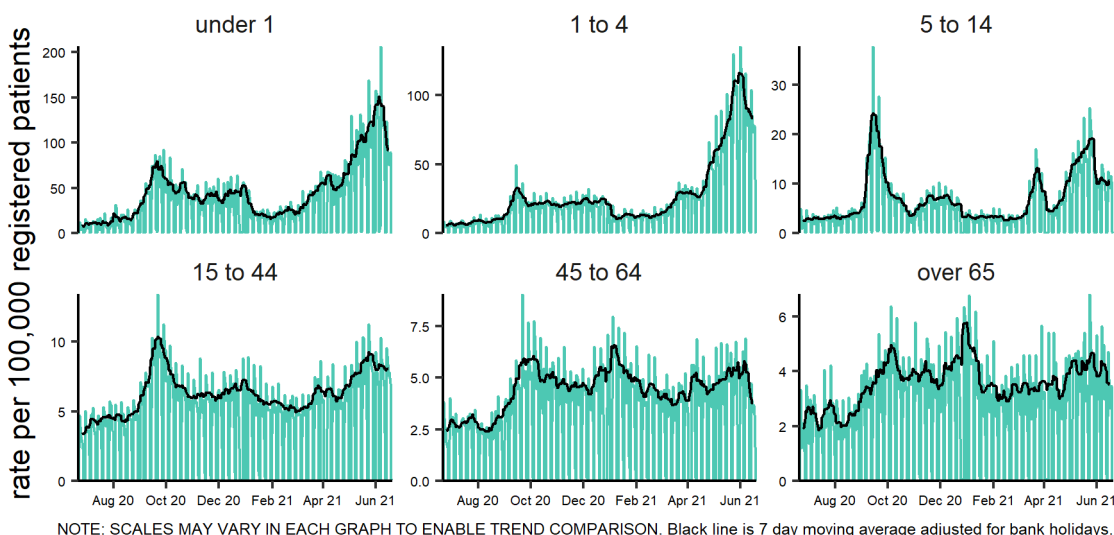 rate per 100,000 registered patients
under 1
1 to 4
5 to 14
200
150
100
50
0
100
50
0
30
20
10
0
15 to 44
45 to 64
over 65
10
5
0
7.5
5.0
2.5
0.0
6
4
2
0
Aug 20 Oct 20 Dec 20 Feb 21 Apr 21 Jun 21
Aug 20 Oct 20 Dec 20 Feb 21 Apr 21 Jun 21
Aug 20 Oct 20 Dec 20 Feb 21 Apr 21 Jun 21
NOTE: SCALES MAY VARY IN EACH GRAPH TO ENABLE TREND COMPARISON. Black line is 7 day moving average adjusted for bank holidays.